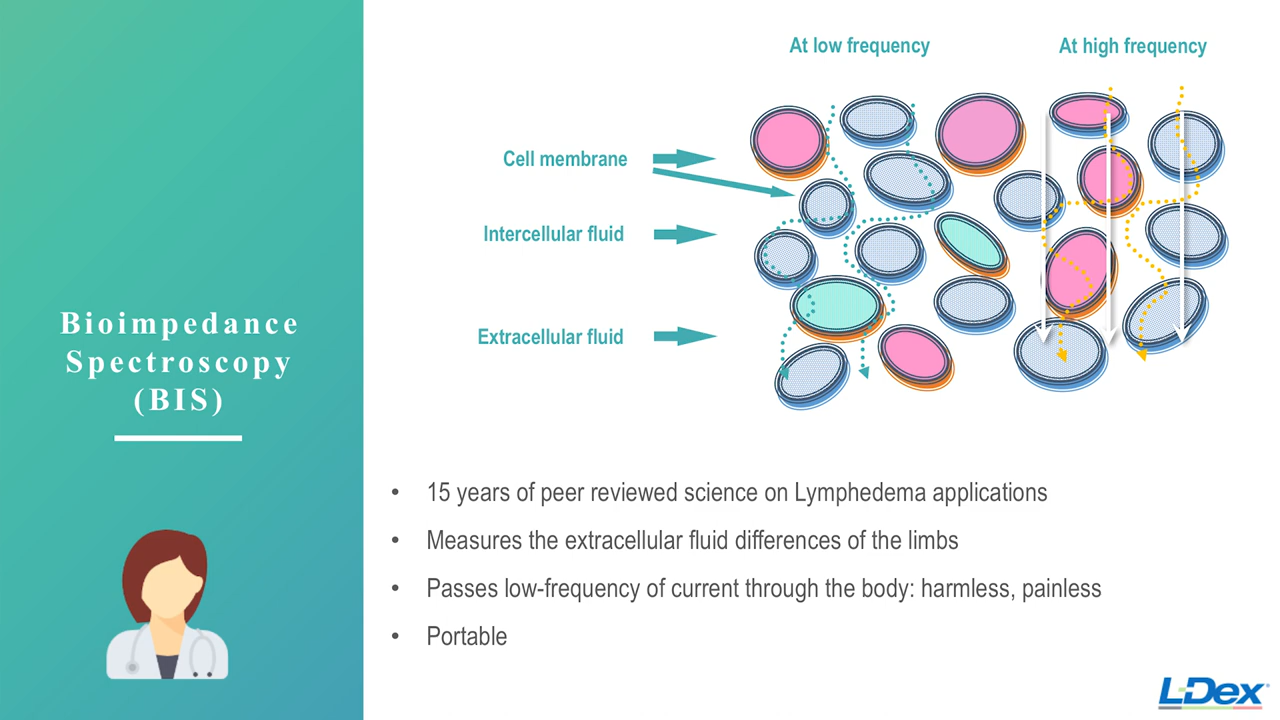 Bioimpedance
Spectroscopy
(BIS)
At low frequency
At high frequency
Cell membrane
Intercellular fluid
Extracellular fluid
• 15 years of peer reviewed science on Lymphedema applications
• Measures the extracellular fluid differences of the limbs
• Passes low-frequency of current through the body: harmless, painless
• Portable
L-Dex®